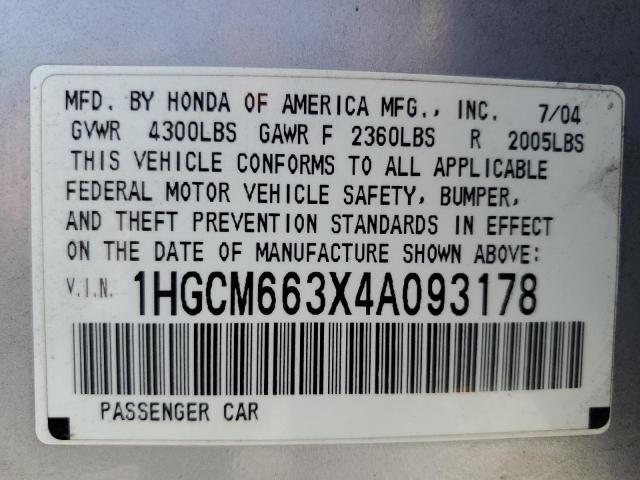 MFD. BY HONDA OF AMERICA MFG., INC. 7/04
GVWR 4300LBS GAWR F 2360LBS R 2005LBS
THIS VEHICLE CONFORMS TO ALL APPLICABLE
FEDERAL MOTOR VEHICLE SAFETY, BUMPER,
AND THEFT PREVENTION STANDARDS IN EFFECT
ON THE DATE OF MANUFACTURE SHOWN ABOVE:
V.I.N. 1HGCM663X4A093178
PASSENGER CAR